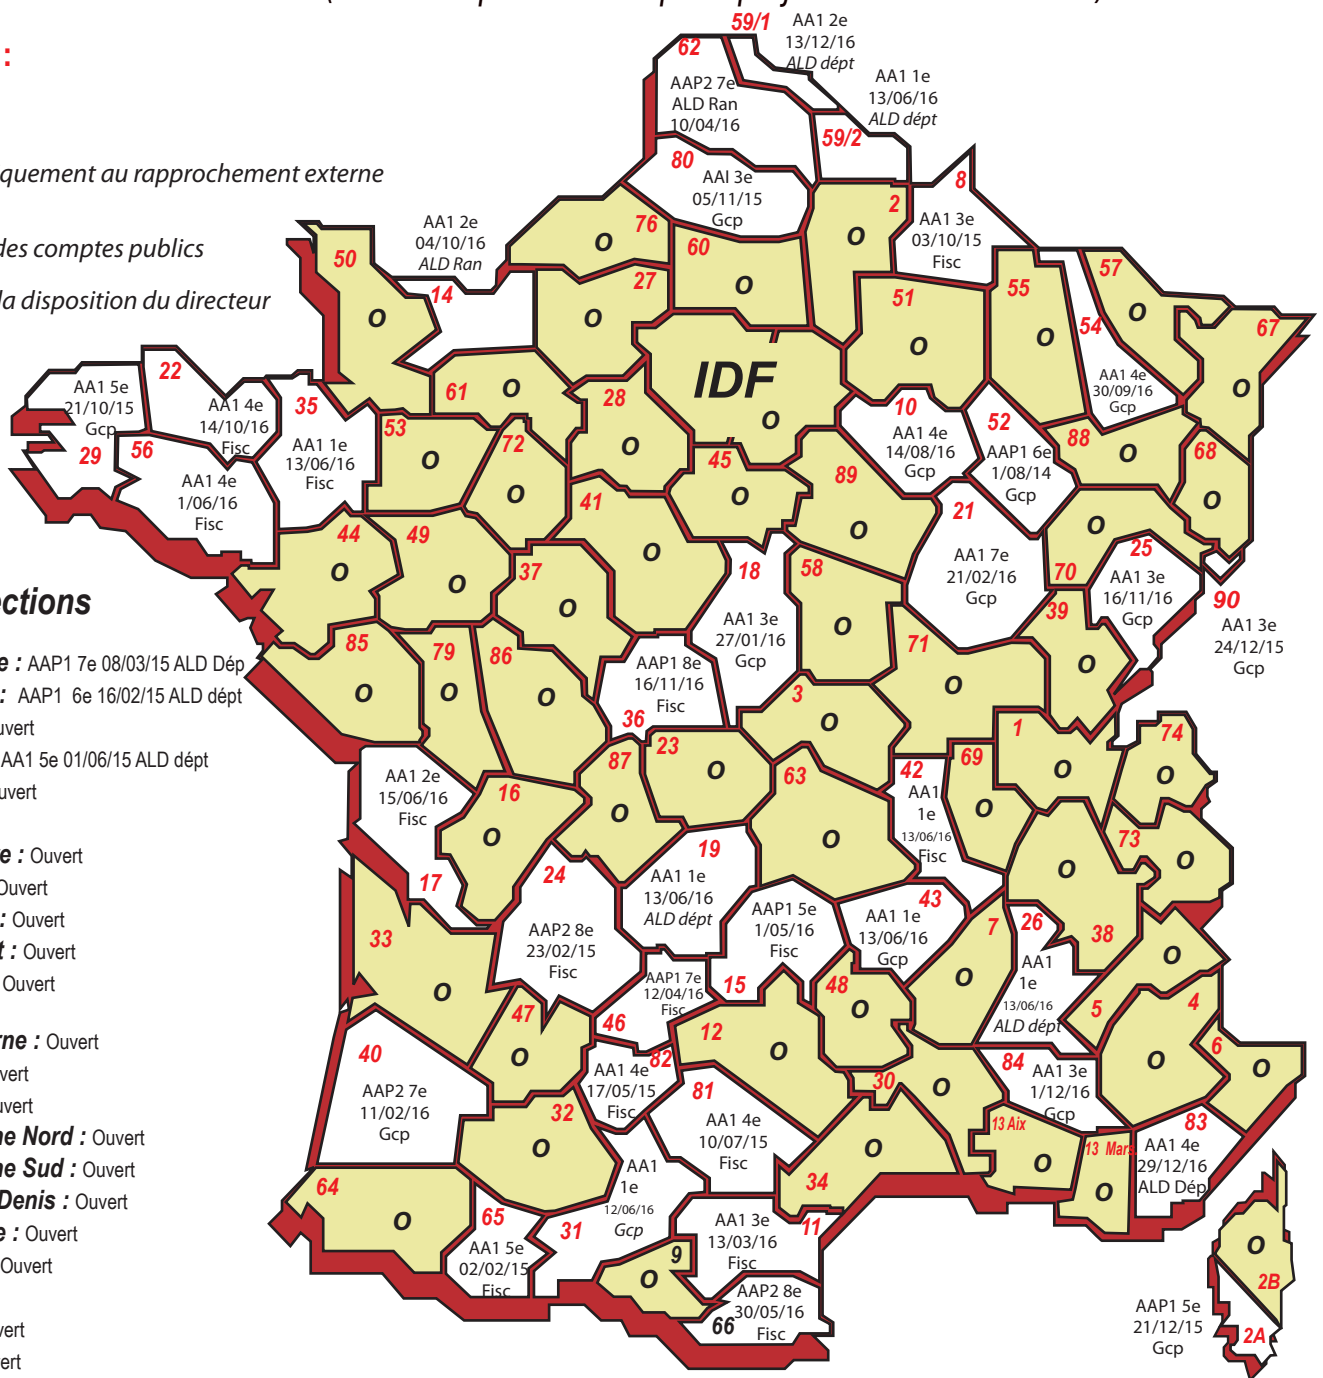 59/1
AA1 2e
13/12/16
ALD dépt
:
62
AAP2 7e
ALD Ran
10/04/16
AA1 1e
13/06/16
ALD dépt
59/2
quement au rapprochement externe
80
AAI 3e
05/11/15
Gcp
2
O
8
AA1 3e
03/10/15
Fisc
des comptes publics
la disposition du directeur
50
O
AA1 2e
04/10/16
ALD Ran
14
76
O
60
O
27
O
51
O
55
O
57
O
54
AA1 4e
30/09/16
Gcp
67
O
IDF
O
AA1 5e
21/10/15
Gcp
29
22
AA1 4e
14/10/16
Fisc
35
AA1 1e
13/06/16
Fisc
56
AA1 4e
1/06/16
Fisc
61
O
28
O
53
O
72
O
10
AA1 4e
14/08/16
Gcp
52
AAP1 6e
1/08/14
Gcp
88
O
68
O
45
O
41
O
89
O
21
AA1 7e
21/02/16
Gcp
70
O
25
AA1 3e
16/11/16
Gcp
90
AA1 3e
24/12/15
Gcp
44
O
49
O
37
O
18
AA1 3e
27/01/16
Gcp
58
O
39
O
71
O
ections
e : AAP1 7e 08/03/15 ALD Dép
: AAP1 6e 16/02/15 ALD dépt
uvert
AA1 5e 01/06/15 ALD dépt
uvert
e : Ouvert
Ouvert
: Ouvert
t : Ouvert
Ouvert
rne : Ouvert
vert
uvert
ne Nord : Ouvert
ne Sud : Ouvert
Denis : Ouvert
e : Ouvert
Ouvert
vert
vert
85
O
79
O
86
O
AAP1 8e
16/11/16
Fisc
36
3
O
1
O
74
O
AA1 2e
15/06/16
Fisc
17
16
O
87
O
23
O
63
O
42
AA1
1e
13/06/16
Fisc
69
O
73
O
38
O
33
O
24
AAP2 8e
23/02/15
Fisc
19
AA1 1e
13/06/16
ALD dépt
AAP1 5e
1/05/16
Fisc
15
43
AA1 1e
13/06/16
Gcp
7
O
26
AA1
1e
13/06/16
ALD dépt
5
O
4
O
6
O
47
O
AAP1 7e
12/04/16
Fisc
46
48
O
12
O
40
AAP2 7e
11/02/16
Gcp
82
AA1 4e
17/05/15
Fisc
81
AA1 4e
10/07/15
Fisc
30
O
84
AA1 3e
1/12/16
Gcp
83
AA1 4e
29/12/16
ALD Dép
32
O
34
O
13 Aix
O
13 Mars
O
64
O
65
AA1 5e
02/02/15
Fisc
AA1
1e
12/06/16
Gcp
31
9
O
11
AA1 3e
13/03/16
Fisc
AAP2 8e
30/05/16
Fisc
66
O
2B
AAP1 5e
21/12/15
Gcp
2A